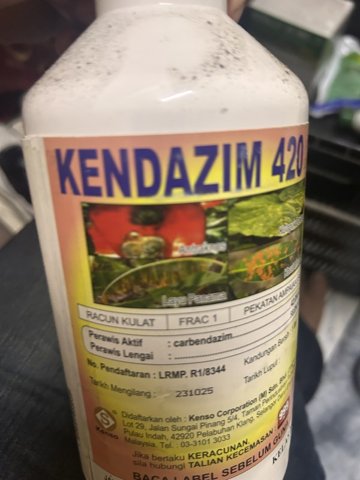 KENDAZIM 420
Layu Panama
RACUN KULAT FRAC 1 PEKATAN
Perawis Aktif : carbendazim
Perawis Lengai :
No. Pendaftaran : LRMP. R1/8344 Kandungan
Tarikh Mengilang : 231025 Tarikh Luput
Kenso
Didaftarkan oleh : Kenso Corporation (M) Sdn.
Lot 29, Jalan Sungai Pinang 5/4, Taman
Pulau Indah, 42920 Pelabuhan Klang, Selangor
Malaysia. Tel. : 03-3101 3033
Jika berlaku KERACUNAN,
sila hubungi TALIAN KECEMASAN
BACA LABEL SEBELUM